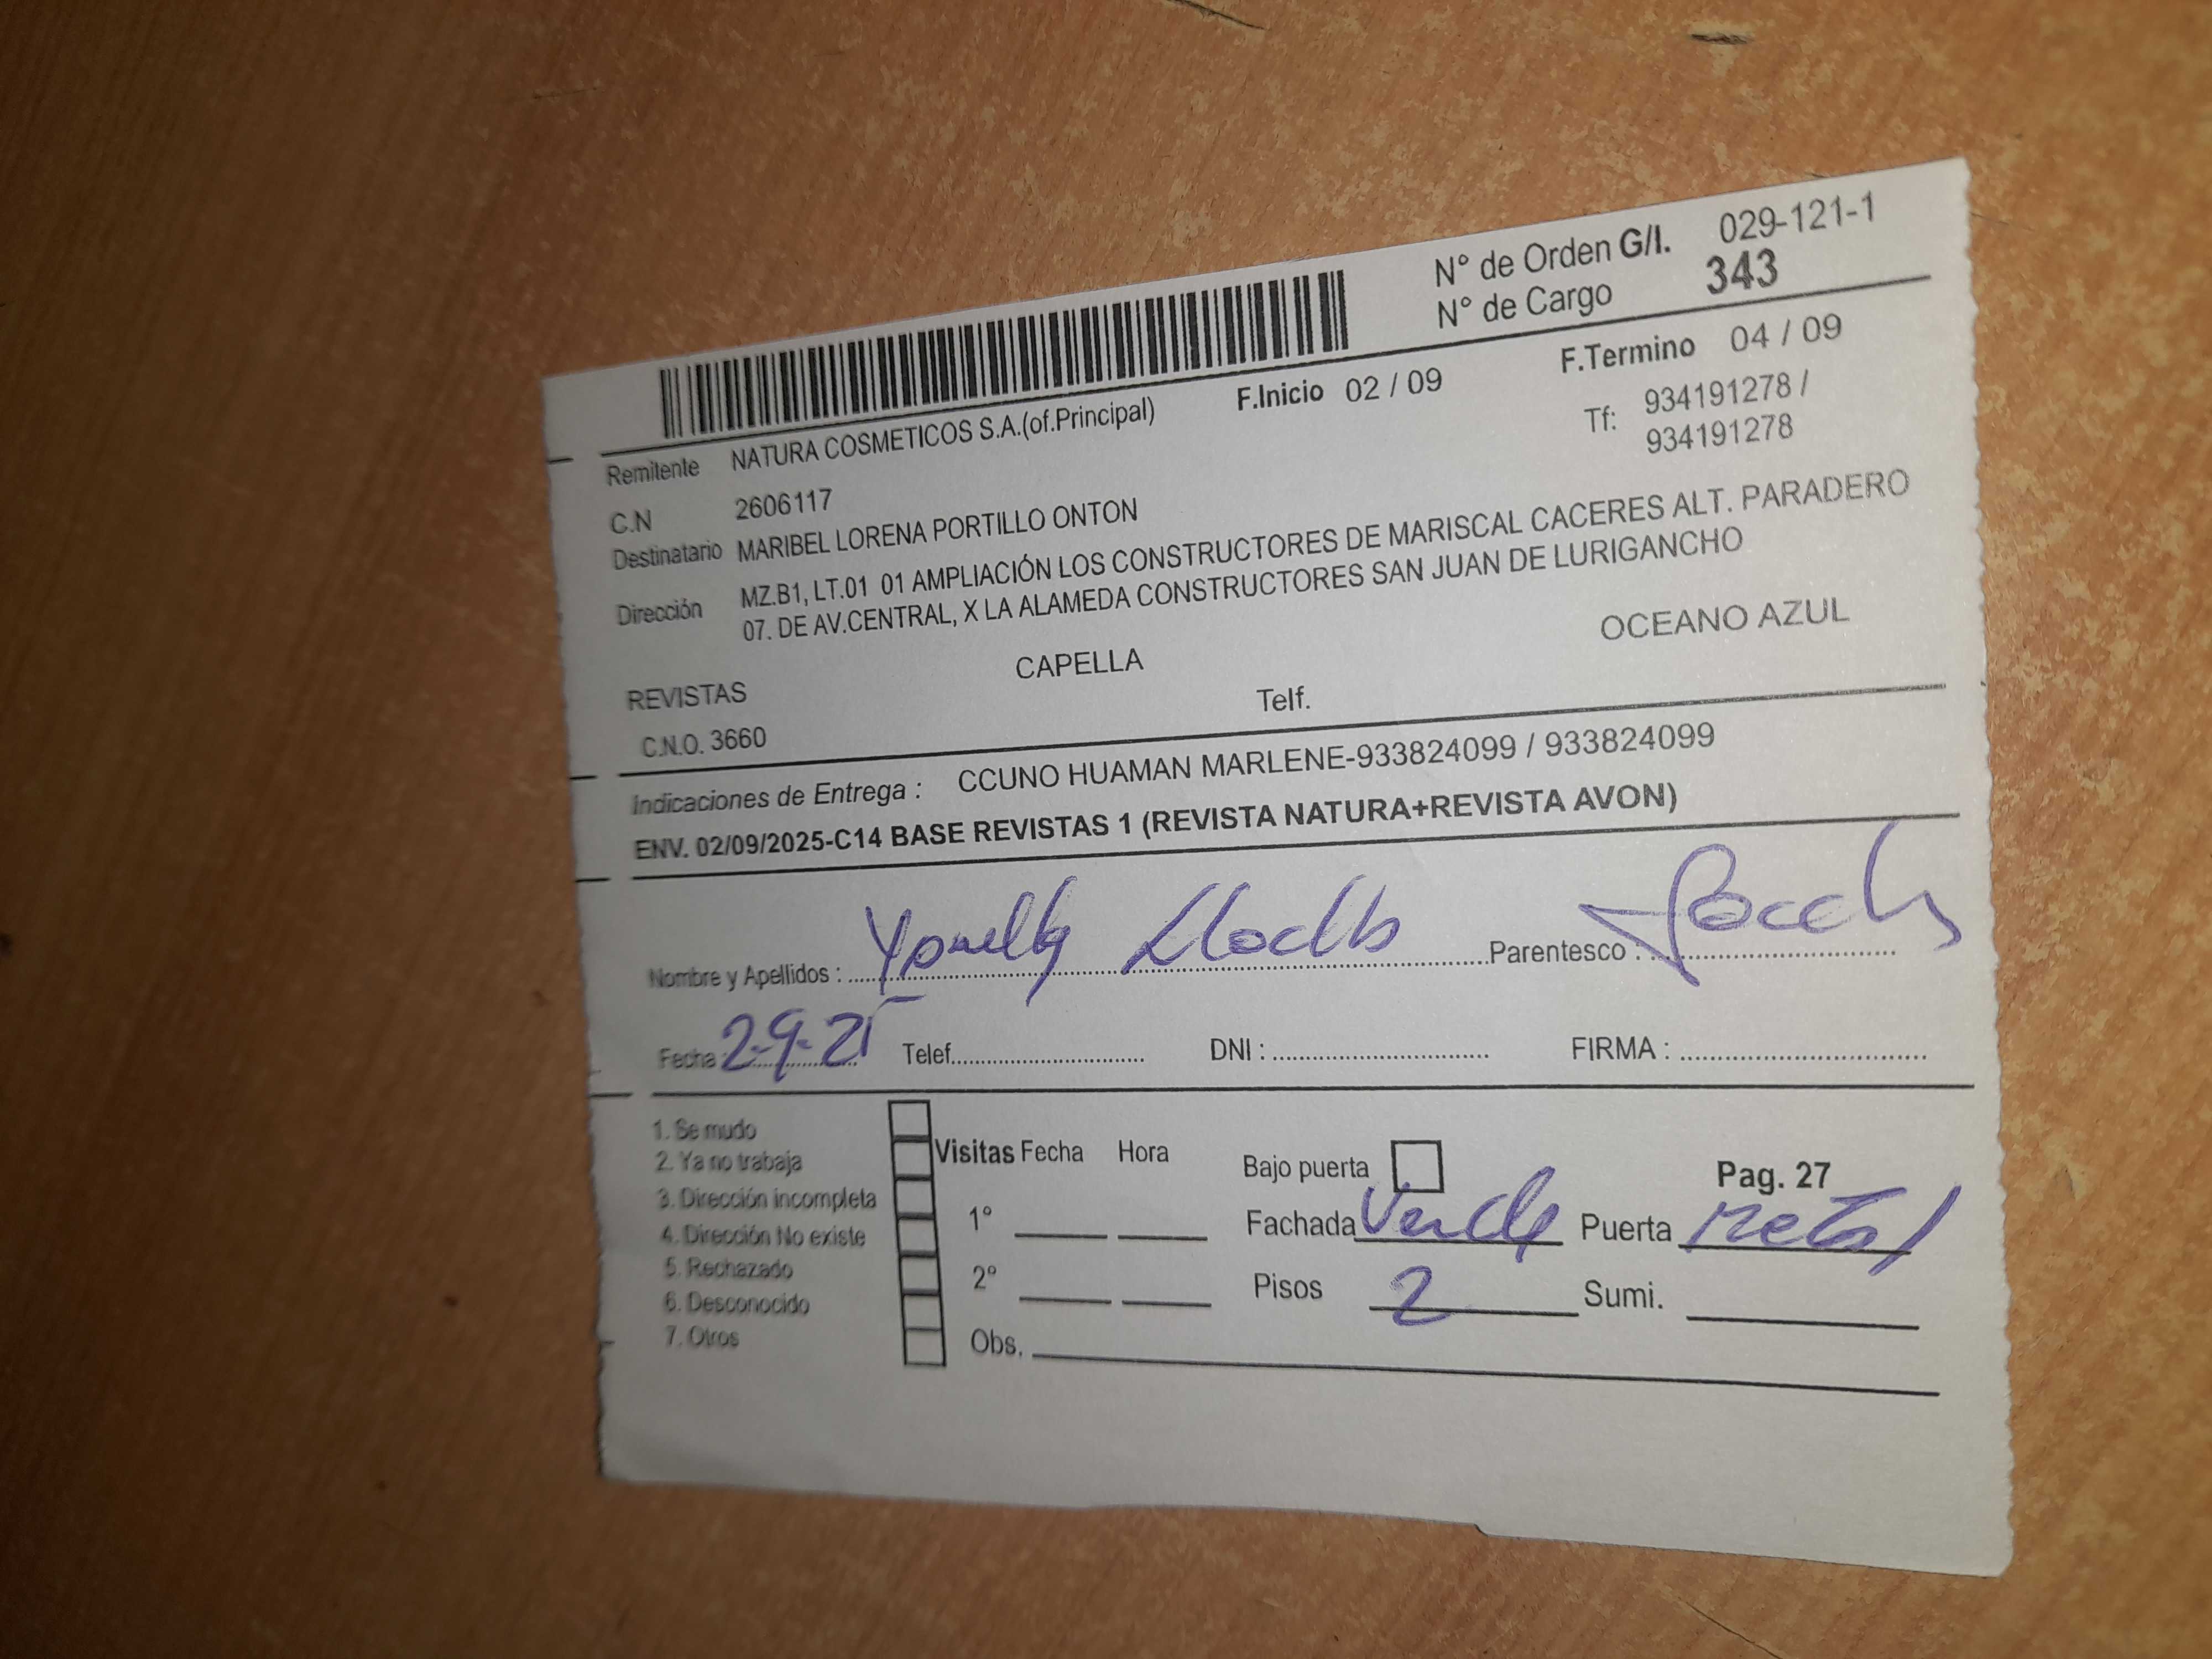 N° de Orden G/I. 029-121-1
N° de Cargo 343
F.Inicio 02 / 09 F.Termino 04 / 09
Remitente NATURA COSMETICOS S.A.(of.Principal) Tf: 934191278 /
934191278
C.N 2606117
Destinatario MARIBEL LORENA PORTILLO ONTON
Dirección MZ.B1, LT.01 01 AMPLIACIÓN LOS CONSTRUCTORES DE MARISCAL CACERES ALT. PARADERO
07. DE AV.CENTRAL, X LA ALAMEDA CONSTRUCTORES SAN JUAN DE LURIGANCHO
REVISTAS CAPELLA OCEANO AZUL
C.N.O. 3660 Telf.
Indicaciones de Entrega : CCUNO HUAMAN MARLENE-933824099 / 933824099
ENV. 02/09/2025-C14 BASE REVISTAS 1 (REVISTA NATURA+REVISTA AVON)
Nombre y Apellidos : Parentesco :
Fecha : 2-9-25 Telef. DNI : FIRMA :
1. Se mudo
2. Ya no trabaja
3. Dirección incompleta
4. Dirección No existe
5. Rechazado
6. Desconocido
7. Otros
Visitas Fecha Hora
1°
2°
Obs.
Bajo puerta Pag. 27
Fachada Verde Puerta Metal
Pisos 2 Sumi.